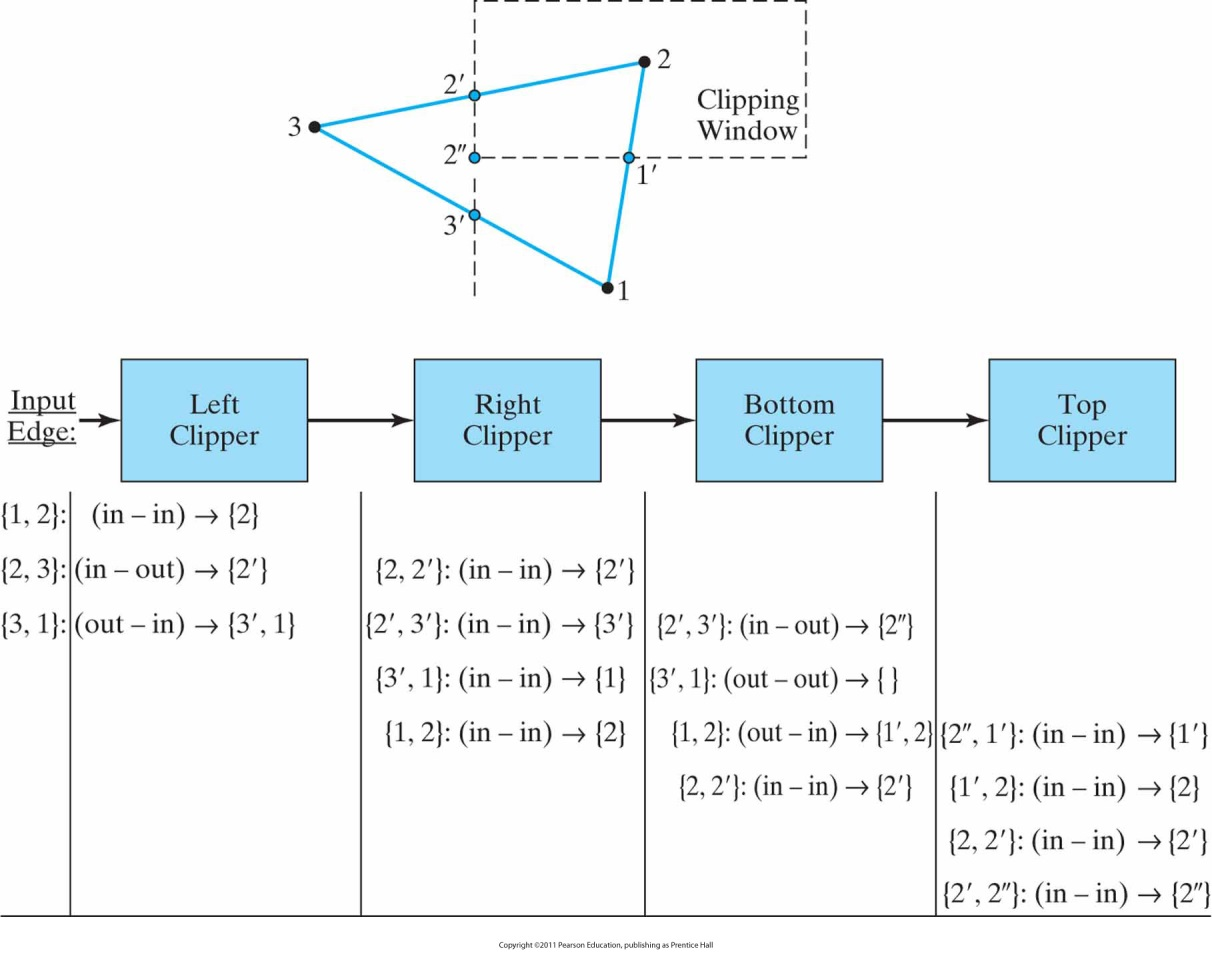 2
2′
Clipping
Window
3
2″
1′
3′
1
Input
Edge:
Left
Clipper
Right
Clipper
Bottom
Clipper
Top
Clipper
{1, 2}: (in – in) → {2}
{2, 3}: (in – out) → {2′} {2, 2′}: (in – in) → {2′}
{3, 1}: (out – in) → {3′, 1} {2′, 3′}: (in – in) → {3′} {2′, 3′}: (in – out) → {2″}
{3′, 1}: (in – in) → {1} {3′, 1}: (out – out) → { }
{1, 2}: (in – in) → {2} {1, 2}: (out – in) → {1′, 2} {2″, 1′}: (in – in) → {1′}
{2, 2′}: (in – in) → {2′} {1′, 2}: (in – in) → {2}
{2, 2′}: (in – in) → {2′}
{2′, 2″}: (in – in) → {2″}
Copyright ©2011 Pearson Education, publishing as Prentice Hall